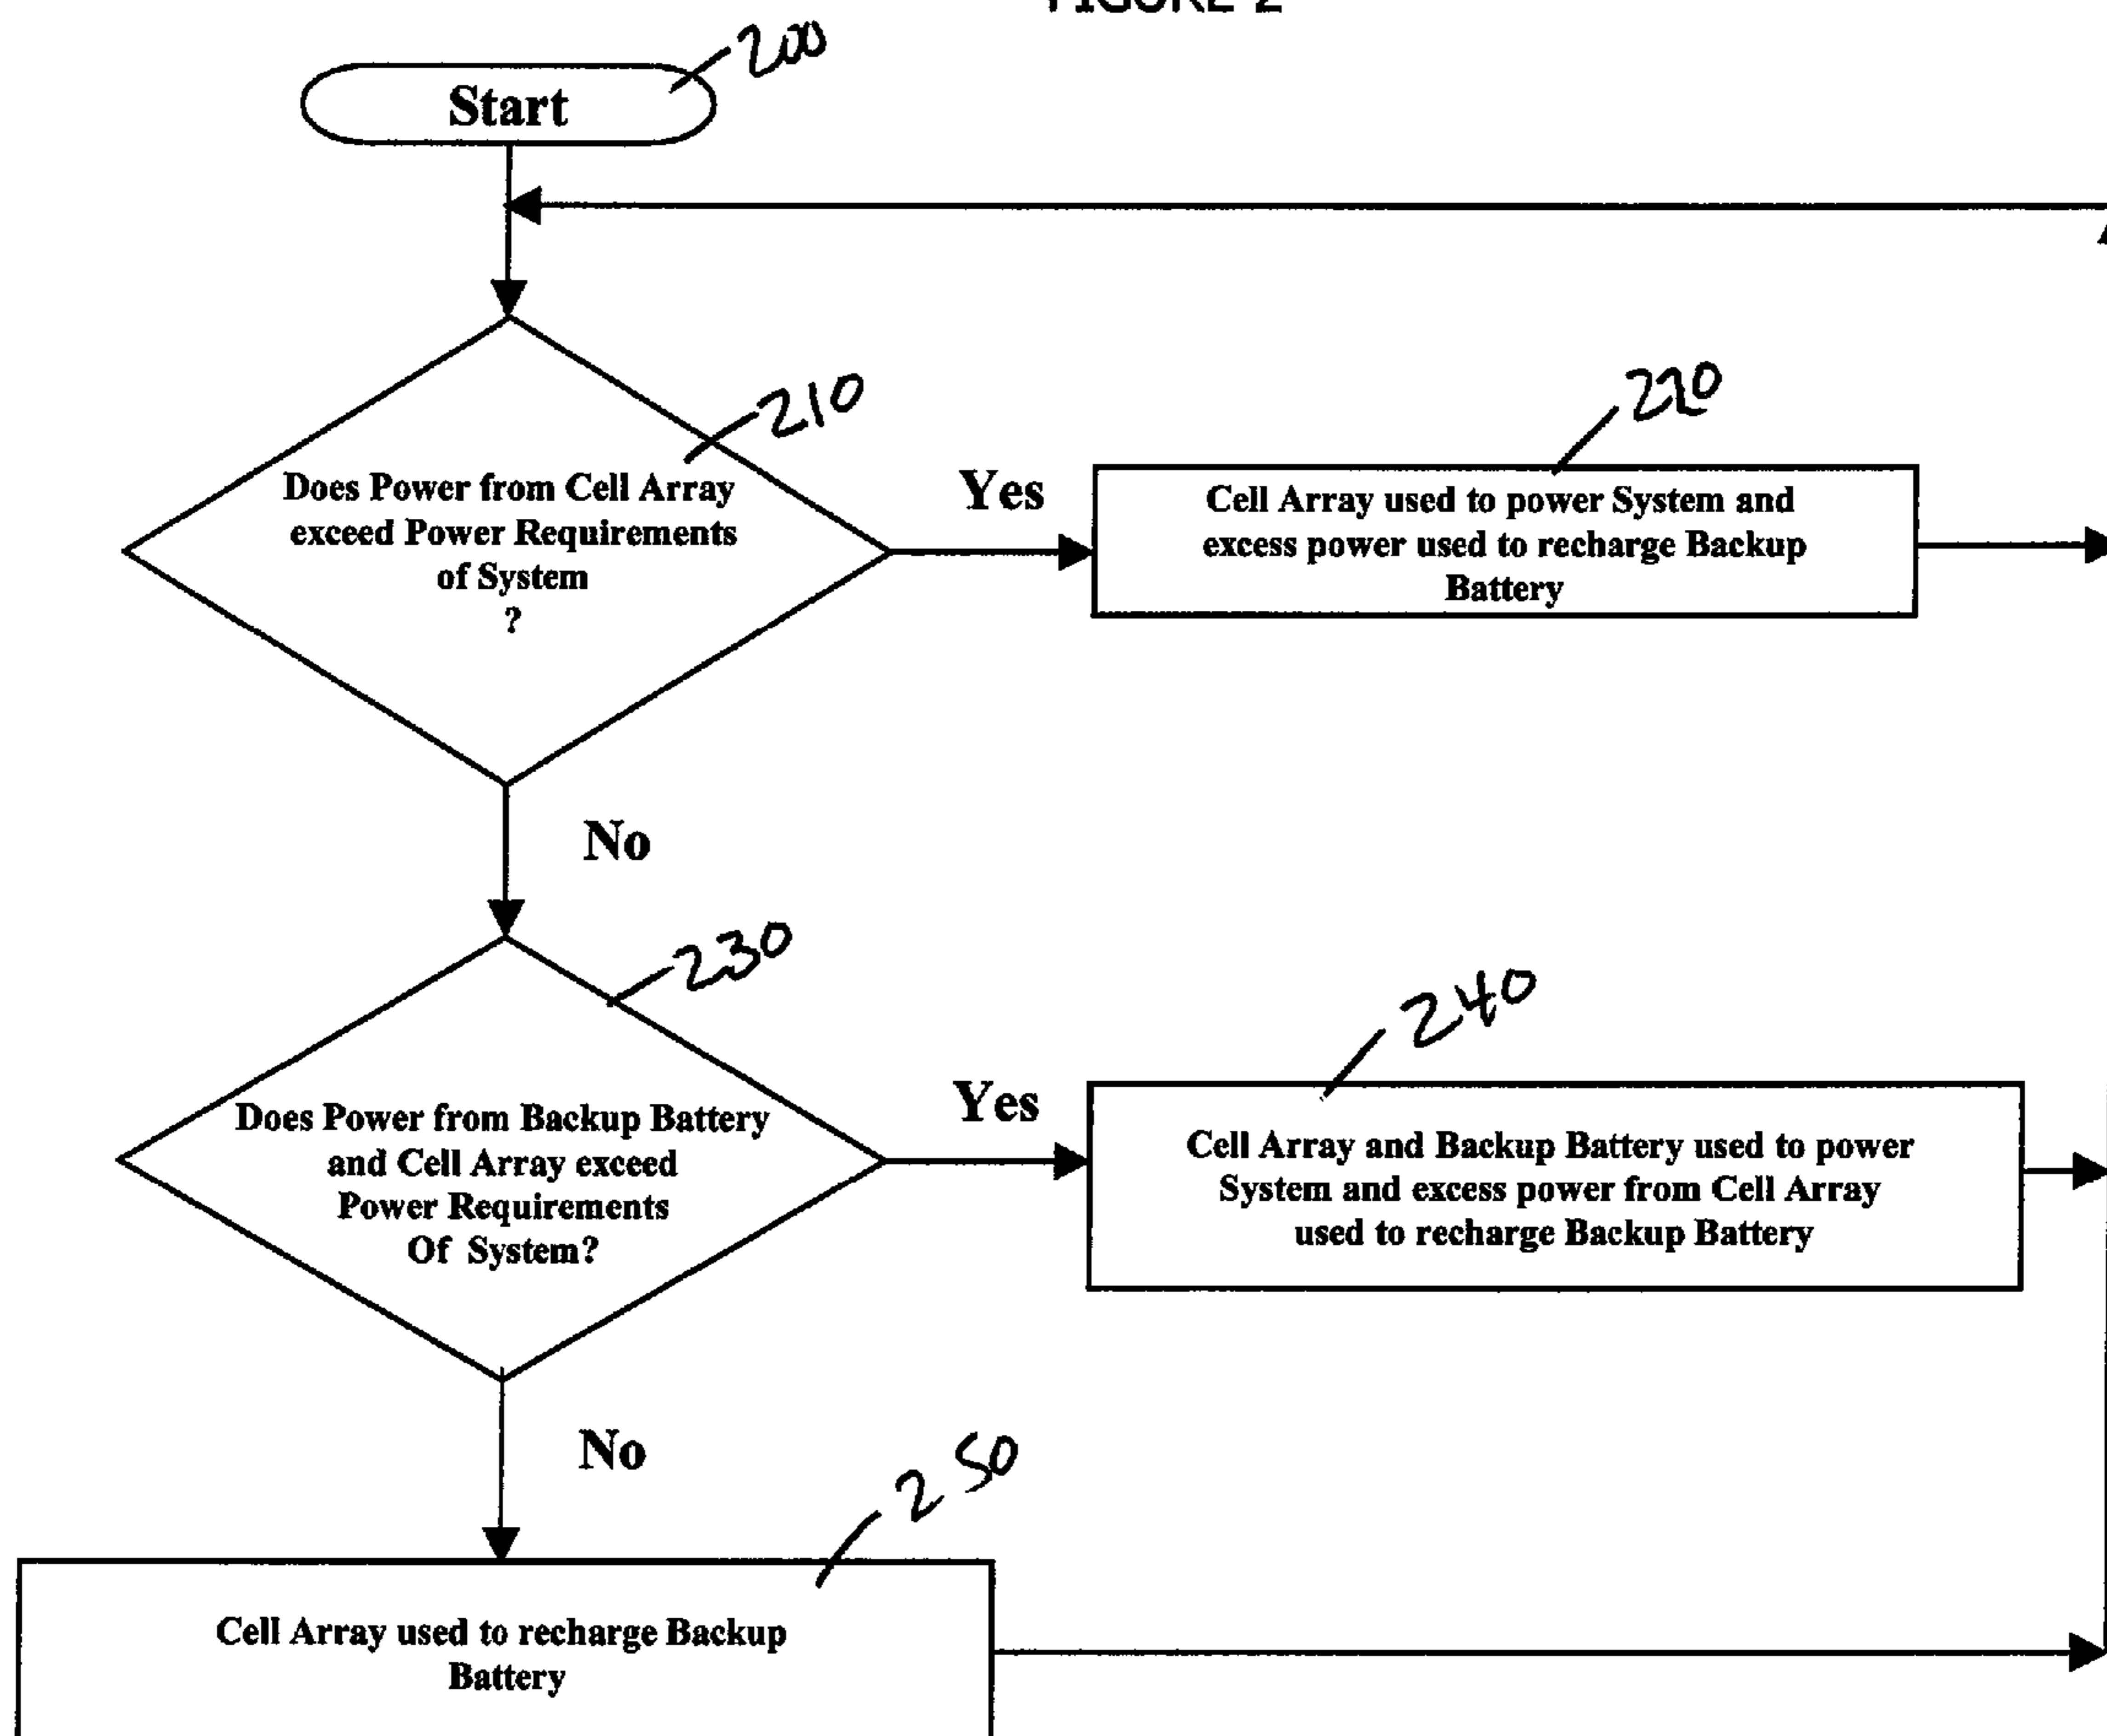 FIGURE 2
200
Start
210
Does Power from Cell Array
exceed Power Requirements
of System
?
Yes
220
Cell Array used to power System and
excess power used to recharge Backup
Battery
No
230
Does Power from Backup Battery
and Cell Array exceed
Power Requirements
Of System?
Yes
240
Cell Array and Backup Battery used to power
System and excess power from Cell Array
used to recharge Backup Battery
No
250
Cell Array used to recharge Backup
Battery